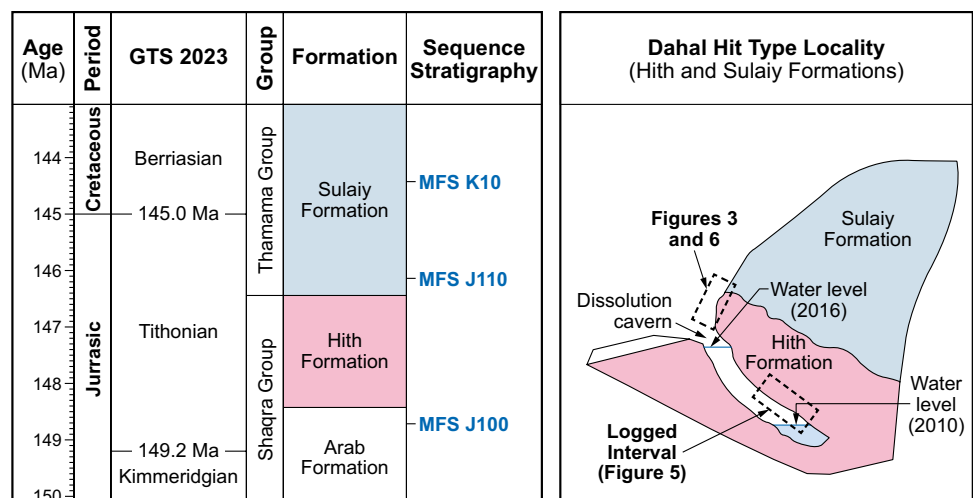 Age
(Ma)
Period
GTS 2023
Group
Formation
Sequence
Stratigraphy
144
145
146
147
148
149
150
Cretaceous
Jurrasic
Berriasian
145.0 Ma
Tithonian
149.2 Ma
Kimmeridgian
Thamama Group
Shaqra Group
Sulaiy
Formation
Hith
Formation
Arab
Formation
MFS K10
MFS J110
MFS J100
Dahal Hit Type Locality
(Hith and Sulaiy Formations)
Figures 3
and 6
Sulaiy
Formation
Dissolution
cavern
Water level
(2016)
Hith
Formation
Water
level
(2010)
Logged
Interval
(Figure 5)